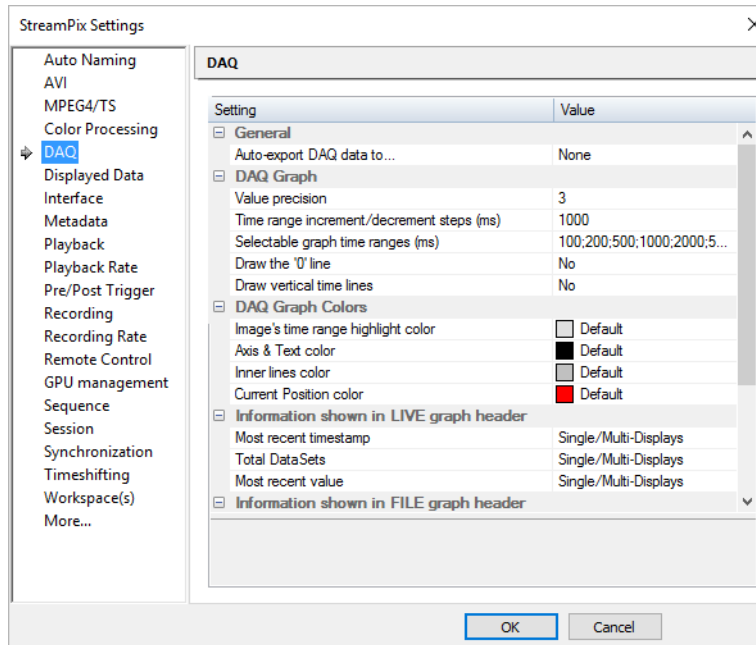 StreamPix Settings
Auto Naming
AVI
MPEG4/TS
Color Processing
DAQ
Displayed Data
Interface
Metadata
Playback
Playback Rate
Pre/Post Trigger
Recording
Recording Rate
Remote Control
GPU management
Sequence
Session
Synchronization
Timeshifting
Workspace(s)
More...
DAQ
Setting Value
General
Auto-export DAQ data to... None
DAQ Graph
Value precision 3
Time range increment/decrement steps (ms) 1000
Selectable graph time ranges (ms) 100;200;500;1000;2000;5...
Draw the '0' line No
Draw vertical time lines No
DAQ Graph Colors
Image's time range highlight color Default
Axis & Text color Default
Inner lines color Default
Current Position color Default
Information shown in LIVE graph header
Most recent timestamp Single/Multi-Displays
Total DataSets Single/Multi-Displays
Most recent value Single/Multi-Displays
Information shown in FILE graph header
OK Cancel